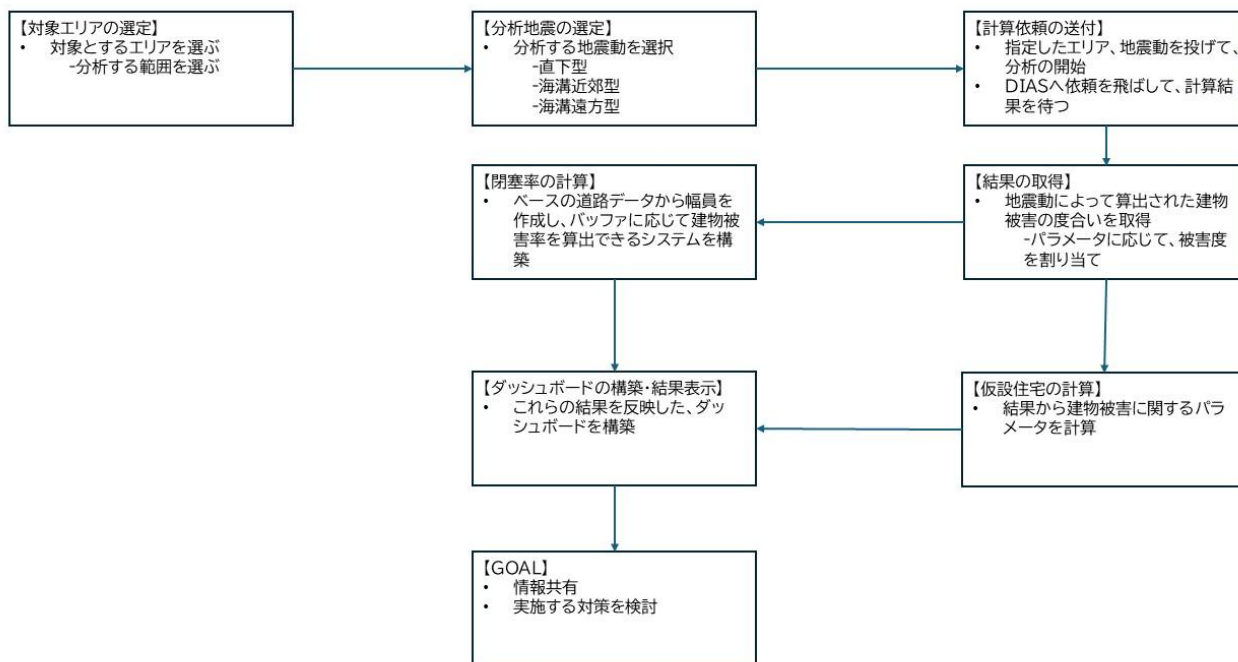 【対象エリアの選定】
• 対象とするエリアを選ぶ
-分析する範囲を選ぶ
【分析地震の選定】
• 分析する地震動を選択
-直下型
-海溝近郊型
-海溝遠方型
【計算依頼の送付】
• 指定したエリア、地震動を投げて、
分析の開始
• DIASへ依頼を飛ばして、計算結
果を待つ
【閉塞率の計算】
• ベースの道路データから幅員を
作成し、バッファに応じて建物被
害率を算出できるシステムを構
築
【結果の取得】
• 地震動によって算出された建物
被害の度合いを取得
-パラメータに応じて、被害度
を割り当て
【ダッシュボードの構築・結果表示】
• これらの結果を反映した、ダッ
シュボードを構築
【仮設住宅の計算】
• 結果から建物被害に関するパラ
メータを計算
【GOAL】
• 情報共有
• 実施する対策を検討